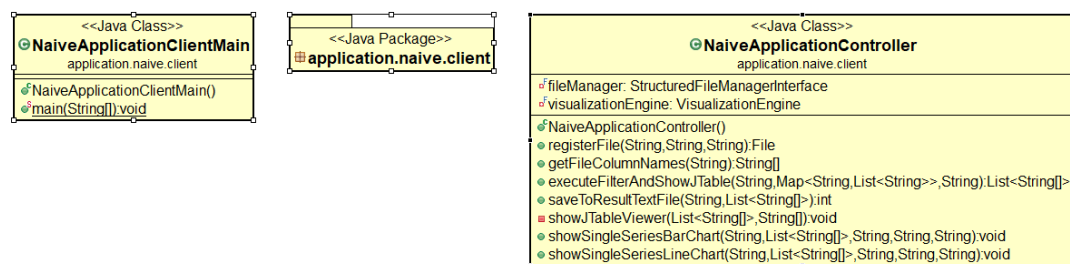 <<Java Class>>
NaiveApplicationClientMain
application.naive.client
NaiveApplicationClientMain()
main(String[]):void
<<Java Package>>
application.naive.client
<<Java Class>>
NaiveApplicationController
application.naive.client
fileManager: StructuredFileManagerInterface
visualizationEngine: VisualizationEngine
NaiveApplicationController()
registerFile(String,String,String):File
getFileColumnNames(String):String[]
executeFilterAndShowJTable(String,Map<String,List<String>>,String):List<String[]>
saveToResultTextFile(String,List<String[]>):int
showJTableViewer(List<String[]>,String[]):void
showSingleSeriesBarChart(String,List<String[]>,String,String,String):void
showSingleSeriesLineChart(String,List<String[]>,String,String,String):void